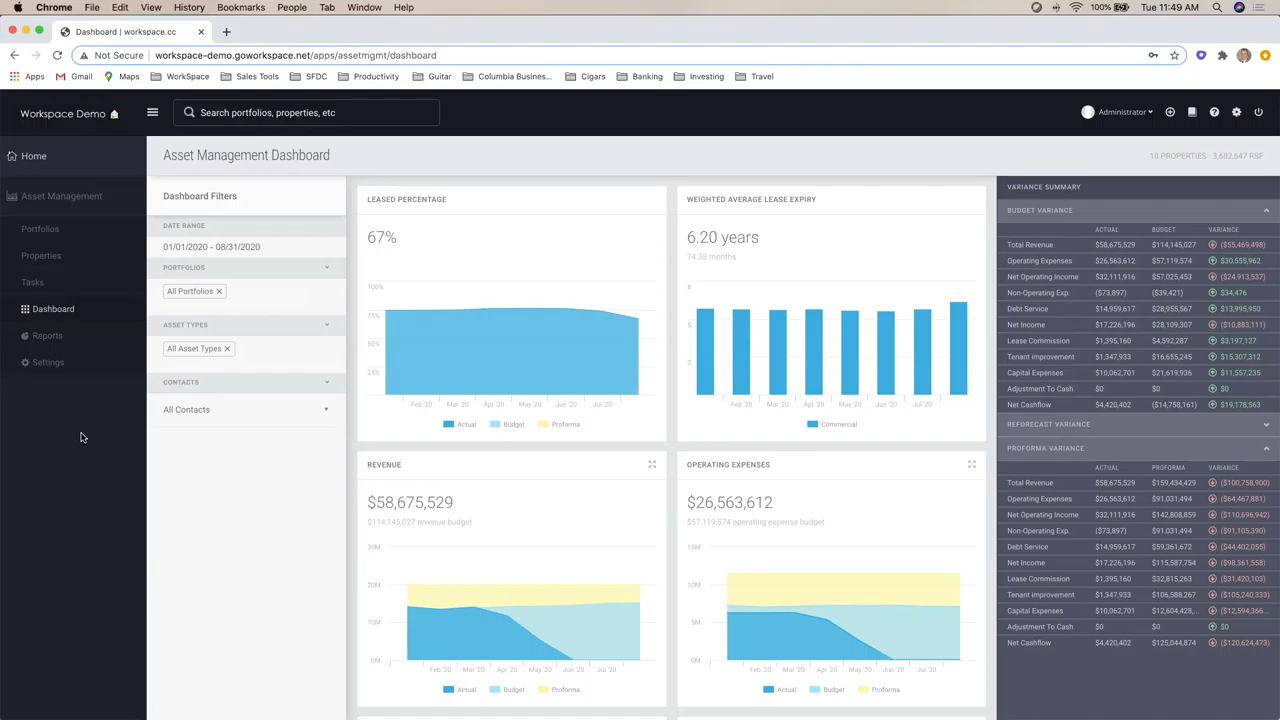 Chrome File Edit View History Bookmarks People Tab Window Help 100% Tue 11:49 AM
Dashboard | workspace.cc
Not Secure workspace-demo.goworkspace.net/apps/assetmgmt/dashboard
Apps Gmail Maps WorkSpace Sales Tools SFDC Productivity Guitar Columbia Busines... Cigars Banking Investing Travel
Workspace Demo Search portfolios, properties, etc Administrator
Home
Asset Management
Portfolios
Properties
Tasks
Dashboard
Reports
Settings
Asset Management Dashboard
10 PROPERTIES - 3,682,647 RSF
Dashboard Filters
DATE RANGE
01/01/2020 - 08/31/2020
PORTFOLIOS
All Portfolios
ASSET TYPES
All Asset Types
CONTACTS
All Contacts
LEASED PERCENTAGE
67%
100%
75%
50%
25%
Feb '20 Mar '20 Apr '20 May '20 Jun '20 Jul '20
Actual Budget Proforma
WEIGHTED AVERAGE LEASE EXPIRY
6.20 years
74.38 months
8
5
2
Feb '20 Mar '20 Apr '20 May '20 Jun '20 Jul '20
Commercial
REVENUE
$58,675,529
$114,145,027 revenue budget
30M
20M
10M
0M
Feb '20 Mar '20 Apr '20 May '20 Jun '20 Jul '20
Actual Budget Proforma
OPERATING EXPENSES
$26,563,612
$57,119,574 operating expense budget
15M
10M
5M
0M
Feb '20 Mar '20 Apr '20 May '20 Jun '20 Jul '20
Actual Budget Proforma
VARIANCE SUMMARY
BUDGET VARIANCE
ACTUAL BUDGET VARIANCE
Total Revenue $58,675,529 $114,145,027 ($55,469,498)
Operating Expenses $26,563,612 $57,119,574 $30,555,962
Net Operating Income $32,111,916 $57,025,453 ($24,913,537)
Non-Operating Exp. ($73,897) ($39,421) $34,476
Debt Service $14,959,617 $28,955,567 $13,995,950
Net Income $17,226,196 $28,109,307 ($10,883,111)
Lease Commission $1,395,160 $4,592,287 $3,197,127
Tenant improvement $1,347,933 $16,655,245 $15,307,312
Capital Expenses $10,062,701 $21,619,936 $11,557,235
Adjustment To Cash $0 $0 $0
Net Cashflow $4,420,402 ($14,758,161) $19,178,563
REFORECAST VARIANCE
PROFORMA VARIANCE
ACTUAL PROFORMA VARIANCE
Total Revenue $58,675,529 $159,434,429 ($100,758,900)
Operating Expenses $26,563,612 $91,031,494 ($64,467,881)
Net Operating Income $32,111,916 $142,808,859 ($110,696,942)
Non-Operating Exp. ($73,897) $91,031,494 ($91,105,390)
Debt Service $14,959,617 $59,361,672 ($44,402,055)
Net Income $17,226,196 $115,587,754 ($98,361,558)
Lease Commission $1,395,160 $32,815,263 ($31,420,103)
Tenant improvement $1,347,933 $106,588,267 ($105,240,333)
Capital Expenses $10,062,701 $12,604,428,... ($12,594,366...
Adjustment To Cash $0 $0 $0
Net Cashflow $4,420,402 $125,044,874 ($120,624,473)